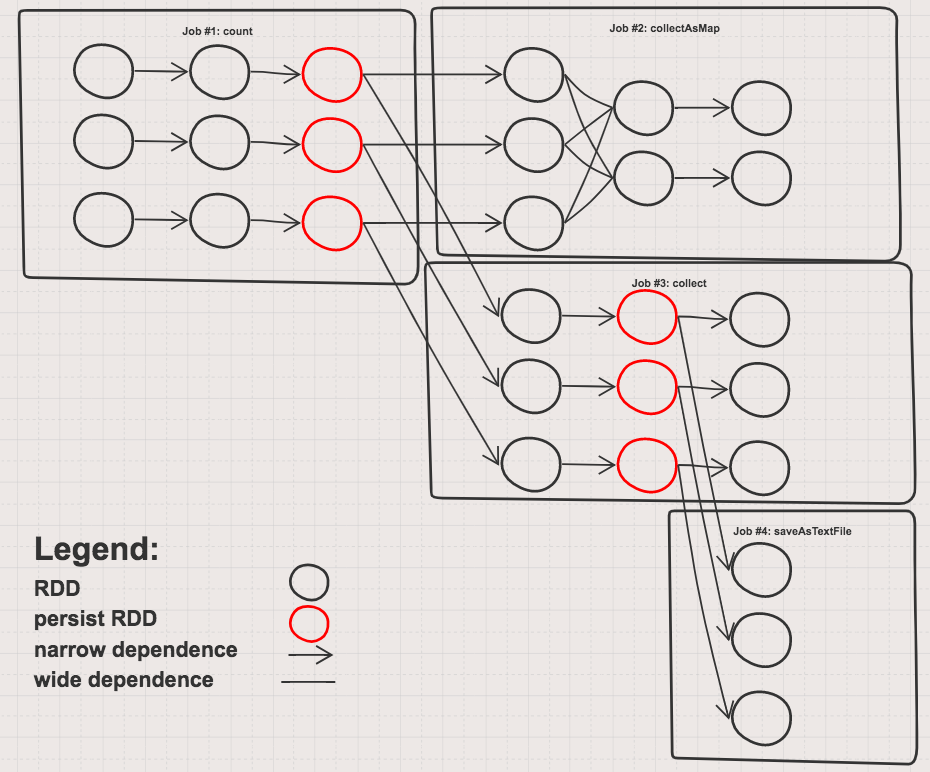 Job #1: count
Job #2: collectAsMap
Job #3: collect
Job #4: saveAsTextFile
Legend:
RDD
persist RDD
narrow dependence
wide dependence